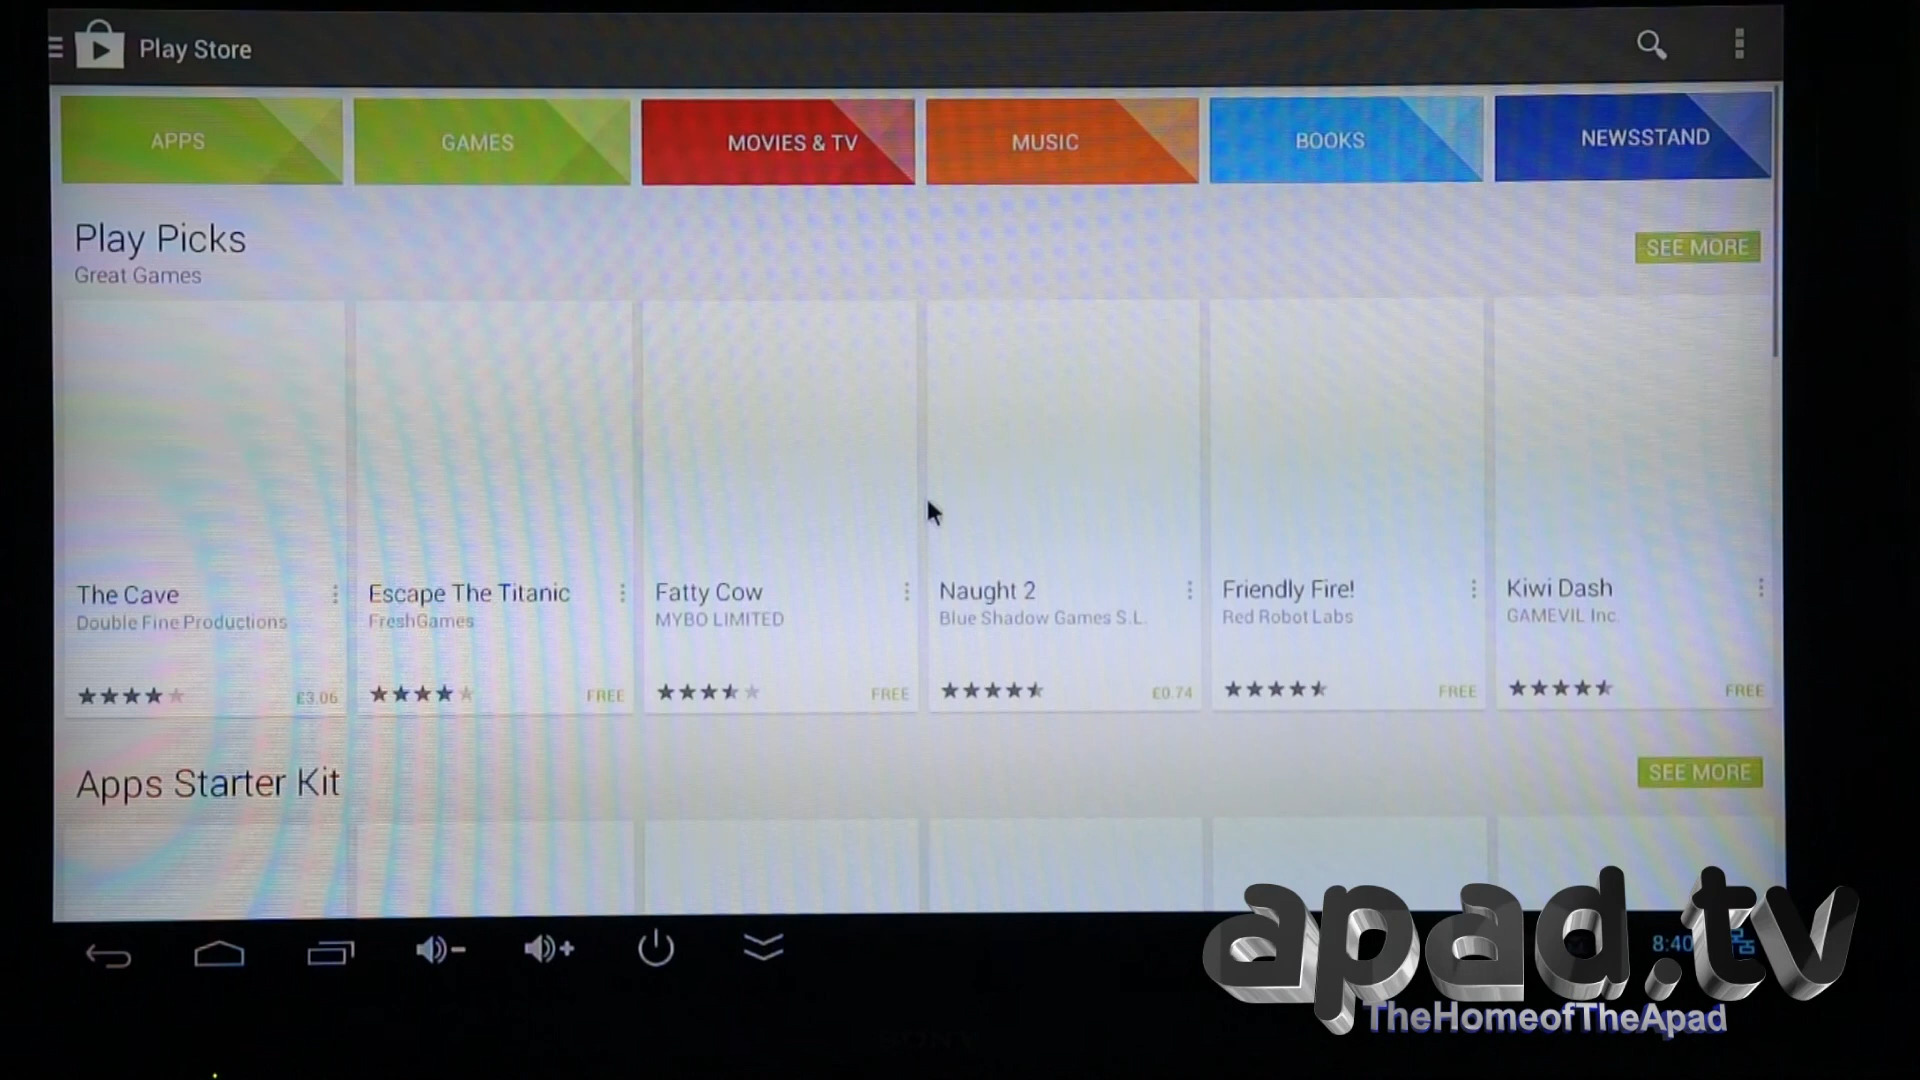 Play Store
APPS
GAMES
MOVIES & TV
MUSIC
BOOKS
NEWSSTAND
Play Picks
Great Games
SEE MORE
The Cave
Double Fine Productions
£3.06
Escape The Titanic
FreshGames
FREE
Fatty Cow
MYBO LIMITED
FREE
Naught 2
Blue Shadow Games S.L.
£0.74
Friendly Fire!
Red Robot Labs
FREE
Kiwi Dash
GAMEVIL Inc.
FREE
Apps Starter Kit
SEE MORE
8:40
apad.tv
TheHomeofTheApad
SONY